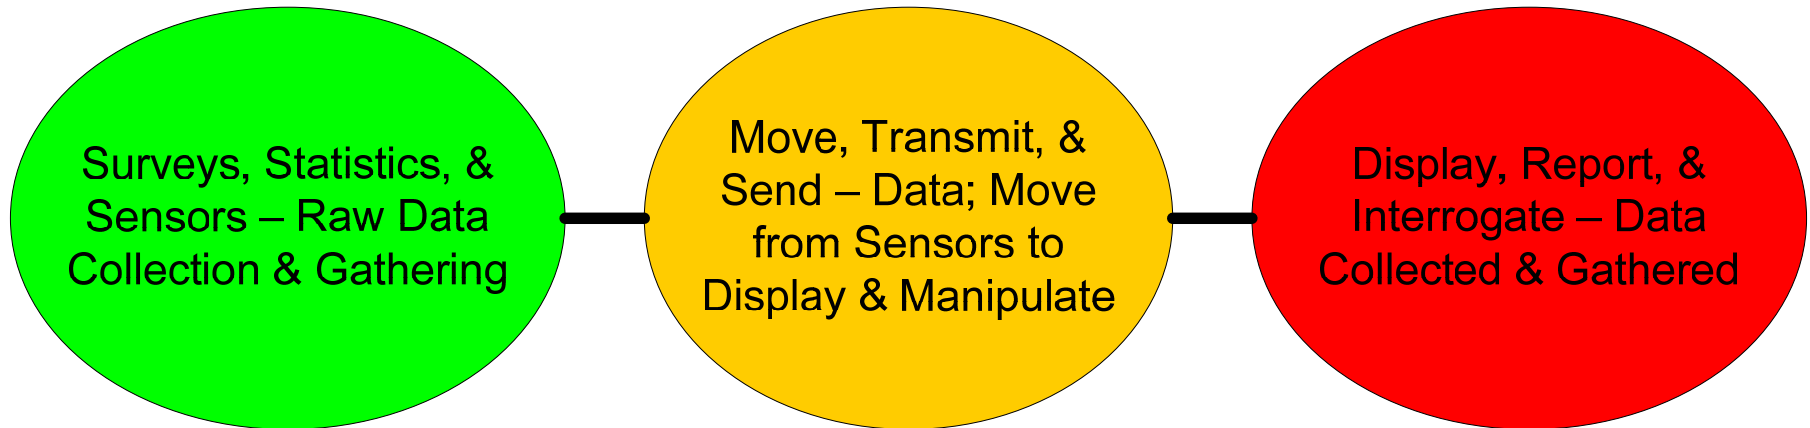 Surveys, Statistics, &
Sensors – Raw Data
Collection & Gathering
Move, Transmit, &
Send – Data; Move
from Sensors to
Display & Manipulate
Display, Report, &
Interrogate – Data
Collected & Gathered